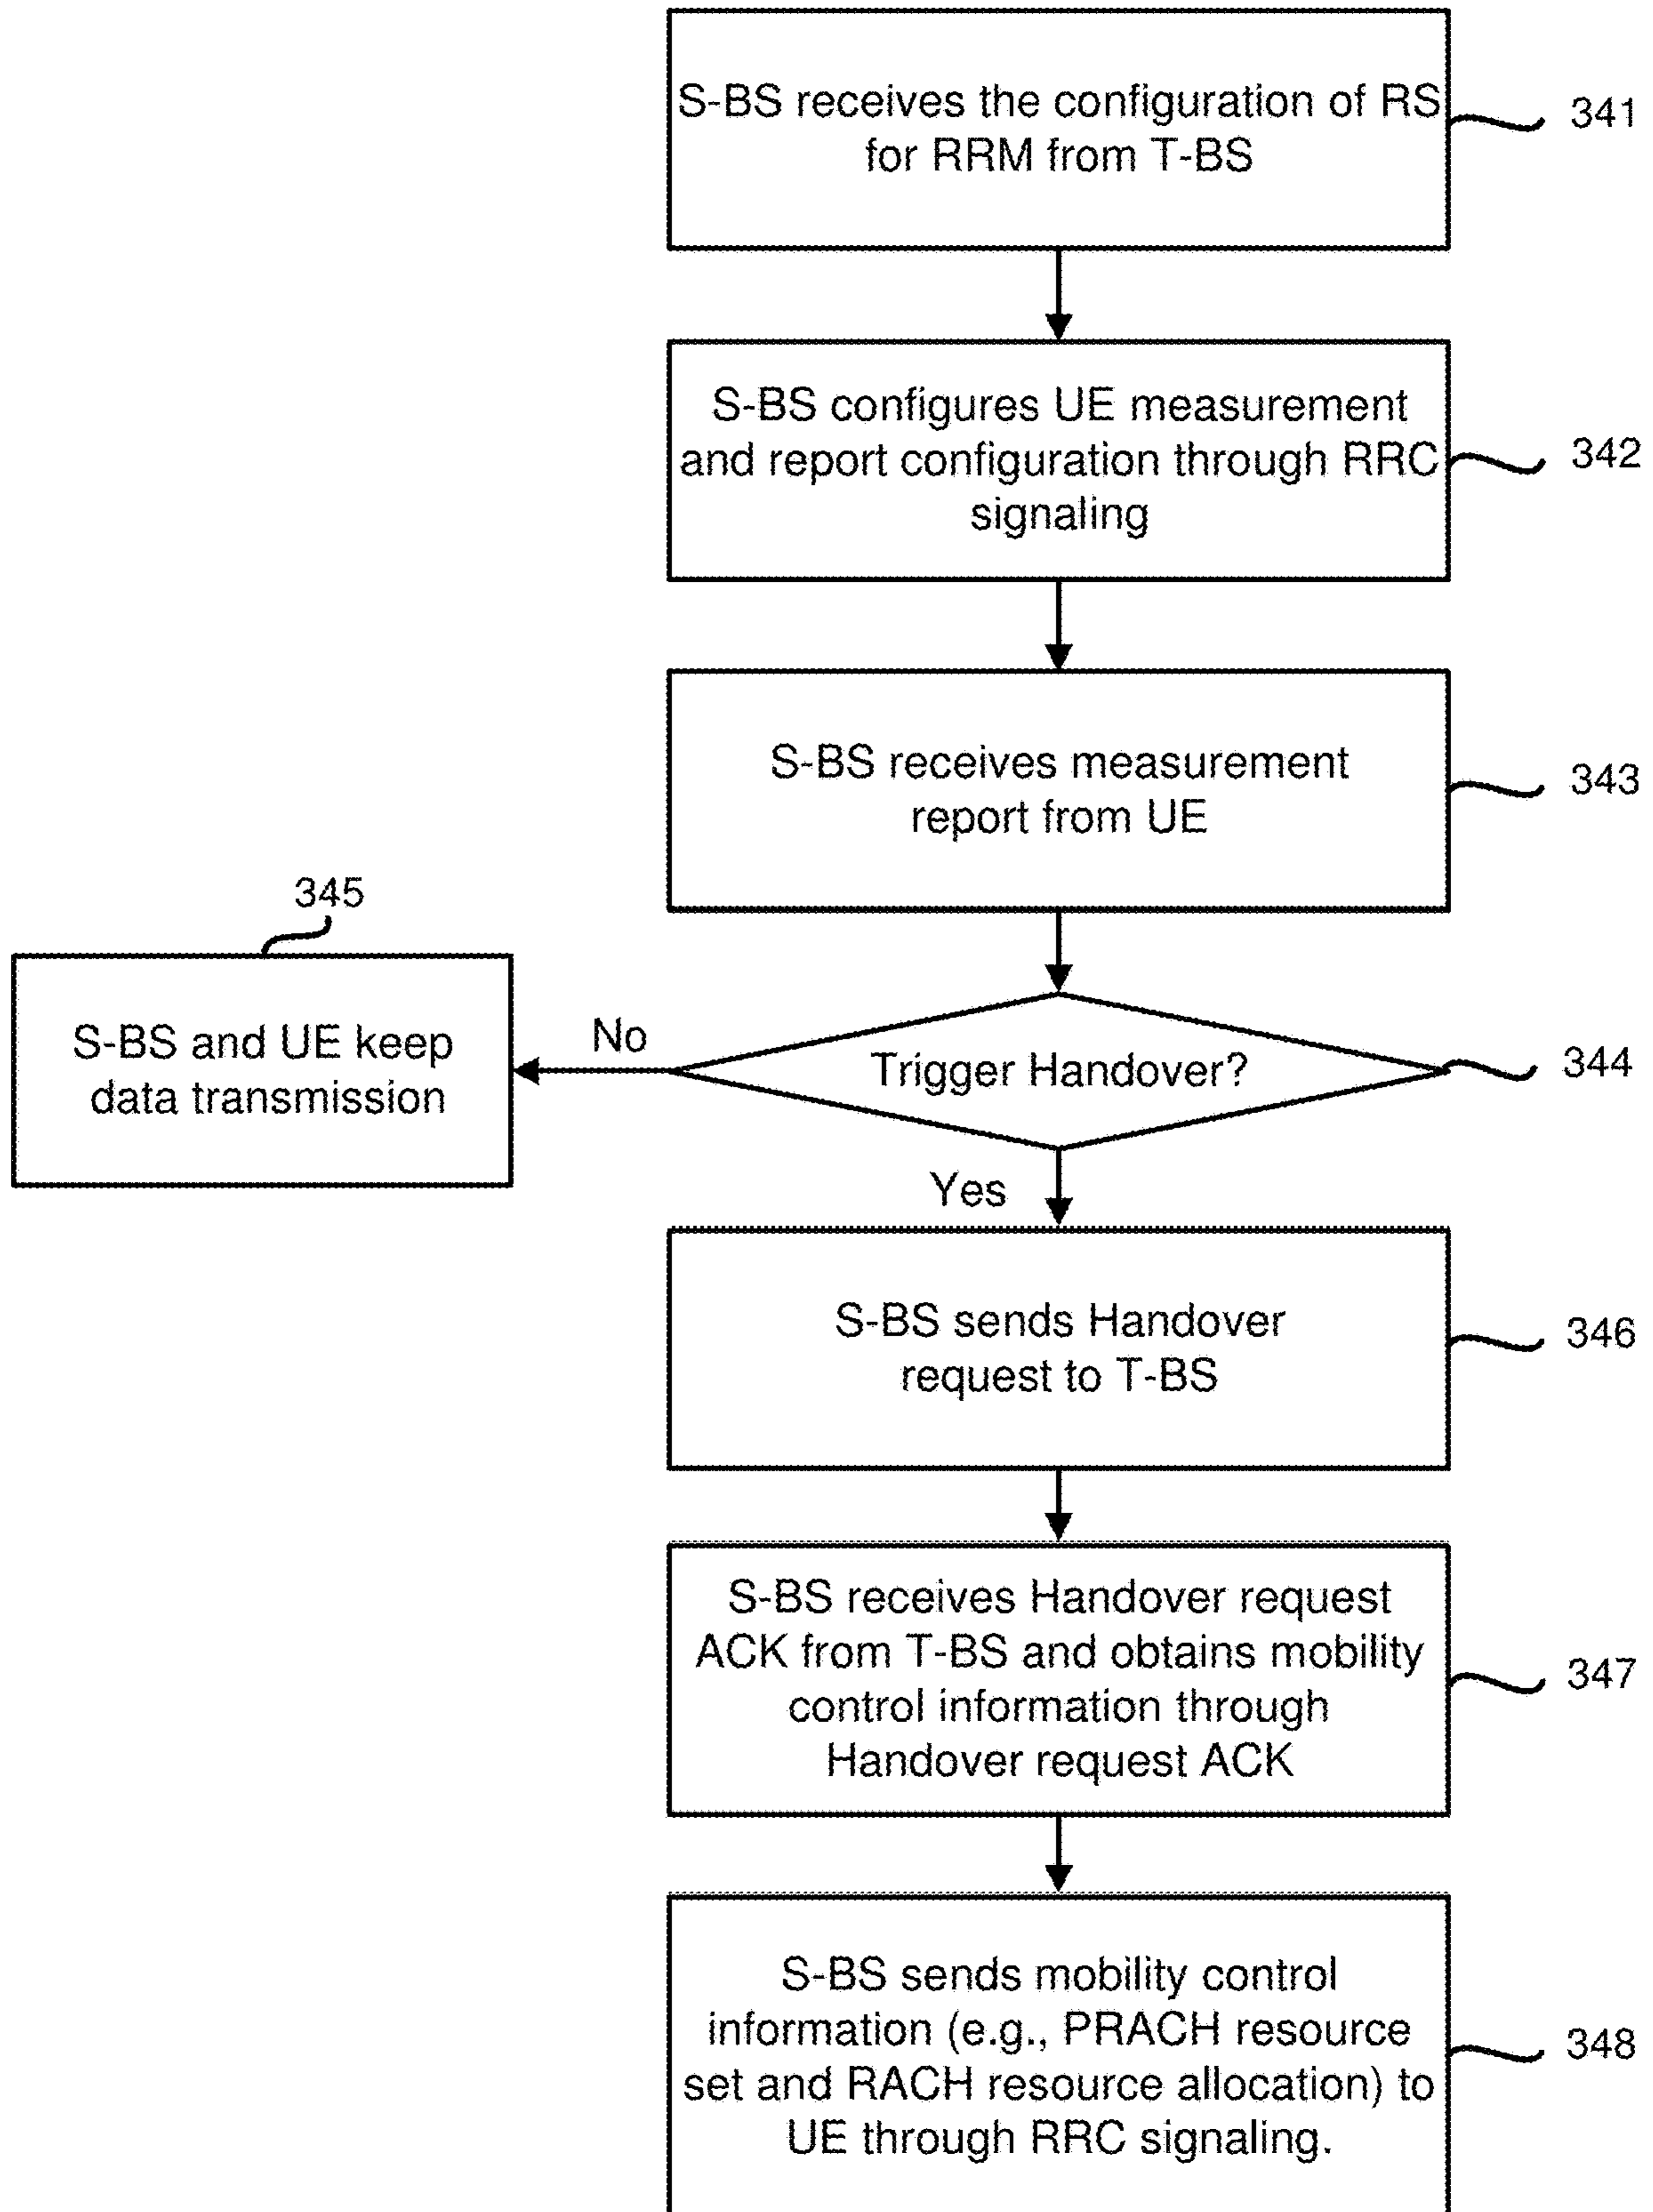 S-BS receives the configuration of RS
for RRM from T-BS
341
S-BS configures UE measurement
and report configuration through RRC
signaling
342
S-BS receives measurement
report from UE
343
345
S-BS and UE keep
data transmission
No
Trigger Handover?
344
Yes
S-BS sends Handover
request to T-BS
346
S-BS receives Handover request
ACK from T-BS and obtains mobility
control information through
Handover request ACK
347
S-BS sends mobility control
information (e.g., PRACH resource
set and RACH resource allocation) to
UE through RRC signaling.
348